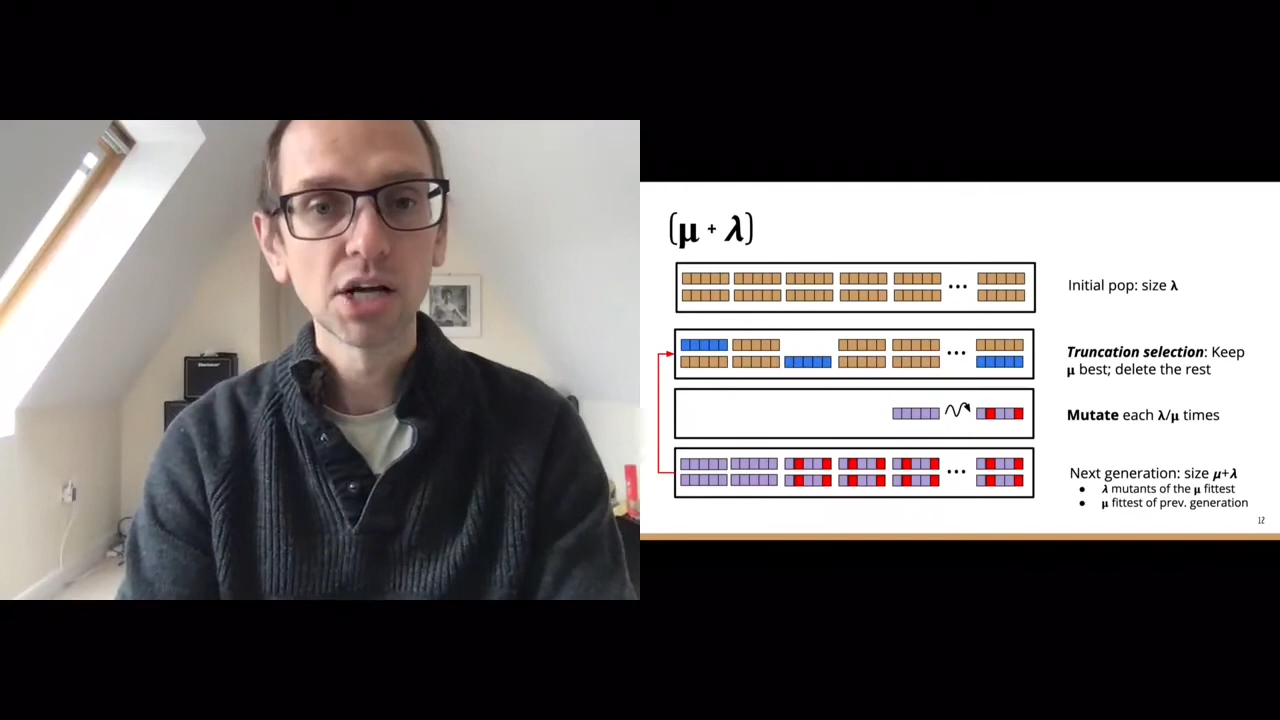 (μ + λ)
Initial pop: size λ
Truncation selection: Keep
μ best; delete the rest
Mutate each λ/μ times
Next generation: size μ+λ
● λ mutants of the μ fittest
● μ fittest of prev. generation
12